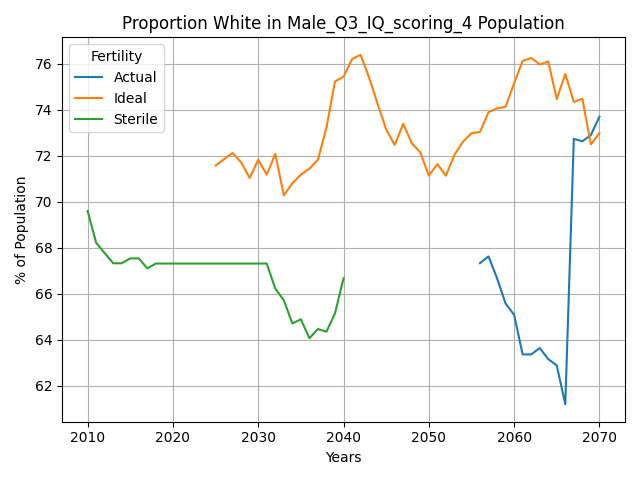 Proportion White in Male_Q3_IQ_scoring_4 Population
Fertility
Actual
Ideal
Sterile
% of Population
76
74
72
70
68
66
64
62
2010 2020 2030 2040 2050 2060 2070
Years